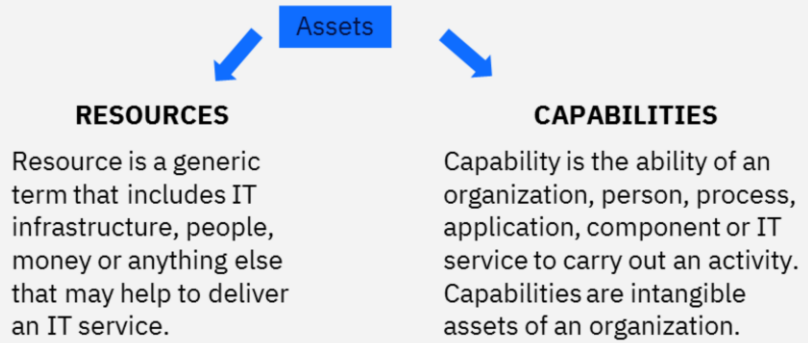 Assets
RESOURCES
Resource is a generic
term that includes IT
infrastructure, people,
money or anything else
that may help to deliver
an IT service.
CAPABILITIES
Capability is the ability of an
organization, person, process,
application, component or IT
service to carry out an activity.
Capabilities are intangible
assets of an organization.